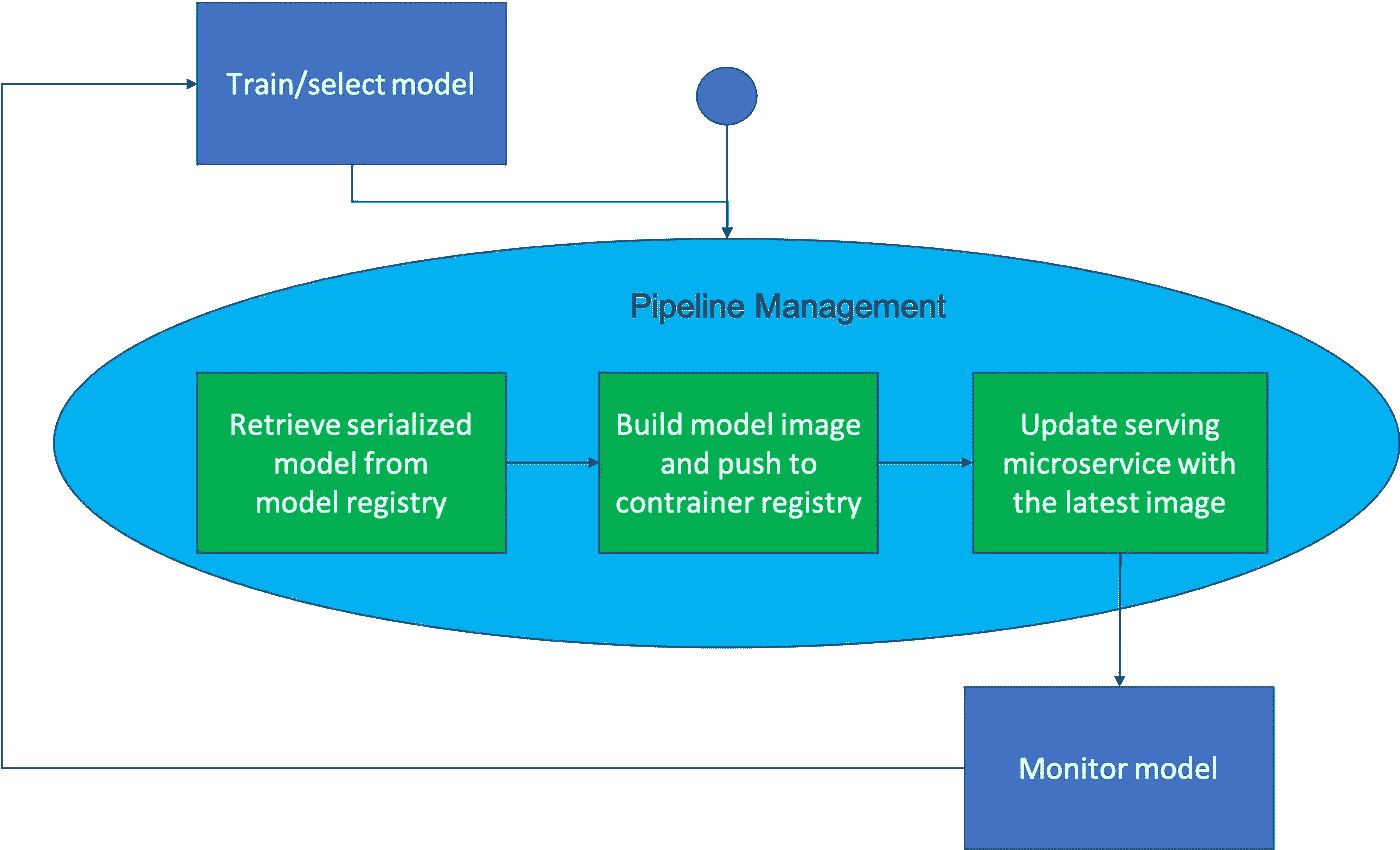 Train/select model
Pipeline Management
Retrieve serialized
model from
model registry
Build model image
and push to
contrainer registry
Update serving
microservice with
the latest image
Monitor model